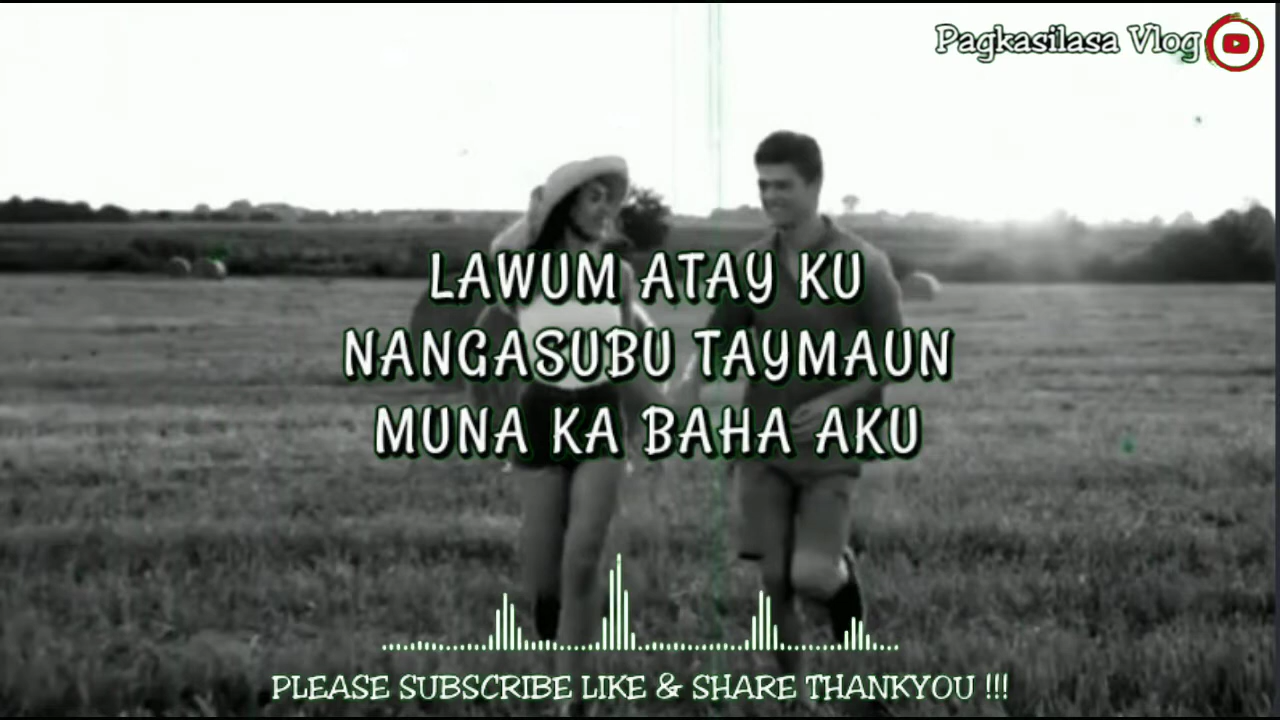 Pagkasilasa Vlog
LAWUM ATAY KU
NANGASUBU TAYMAUN
MUNA KA BAHA AKU
PLEASE SUBSCRIBE LIKE & SHARE THANKYOU !!!